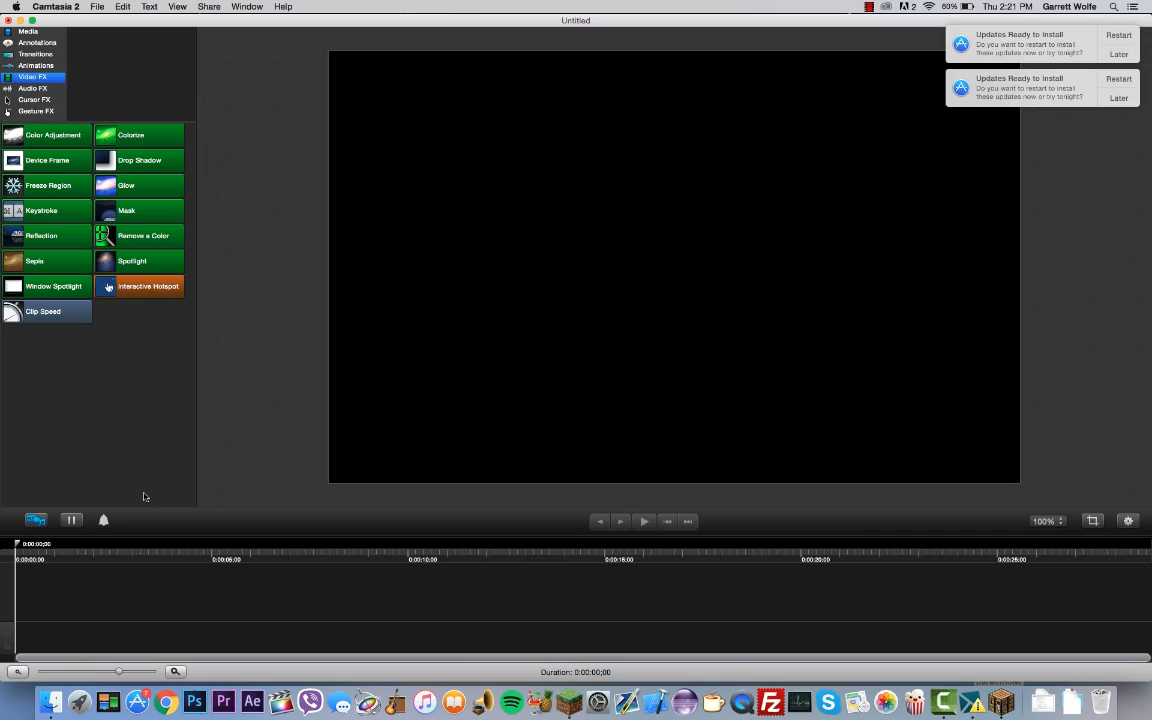 Camtasia 2 File Edit Text View Share Window Help 2 60% Thu 2:21 PM Garrett Wolfe
Untitled
Media
Annotations
Transitions
Animations
Video FX
Audio FX
Cursor FX
Gesture FX
Updates Ready to Install
Do you want to restart to install
these updates now or try tonight?
Restart
Later
Updates Ready to Install
Do you want to restart to install
these updates now or try tonight?
Restart
Later
Color Adjustment Colorize
Device Frame Drop Shadow
Freeze Region Glow
Keystroke Mask
Reflection Remove a Color
Sepia Spotlight
Window Spotlight Interactive Hotspot
Clip Speed
100%
0:00:00;00
0:00:00;00 0:00:05;00 0:00:10;00 0:00:15;00 0:00:20;00 0:00:25;00
Duration: 0:00:00;00
7 Ps Pr Ae Fz C